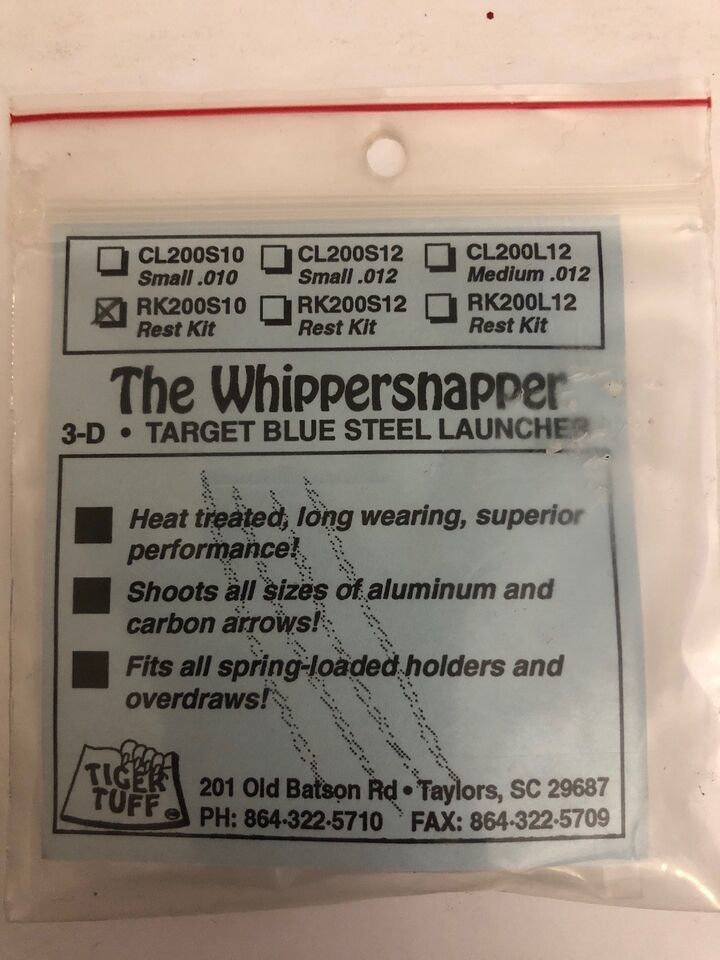 CL200S10 CL200S12 CL200L12
Small .010 Small .012 Medium .012
RK200S10 RK200S12 RK200L12
Rest Kit Rest Kit Rest Kit
The Whippersnapper
3-D • TARGET BLUE STEEL LAUNCHER
Heat treated, long wearing, superior
performance!
Shoots all sizes of aluminum and
carbon arrows!
Fits all spring-loaded holders and
overdraws!
TIGER
TUFF
201 Old Batson Rd • Taylors, SC 29687
PH: 864-322-5710 FAX: 864-322-5709